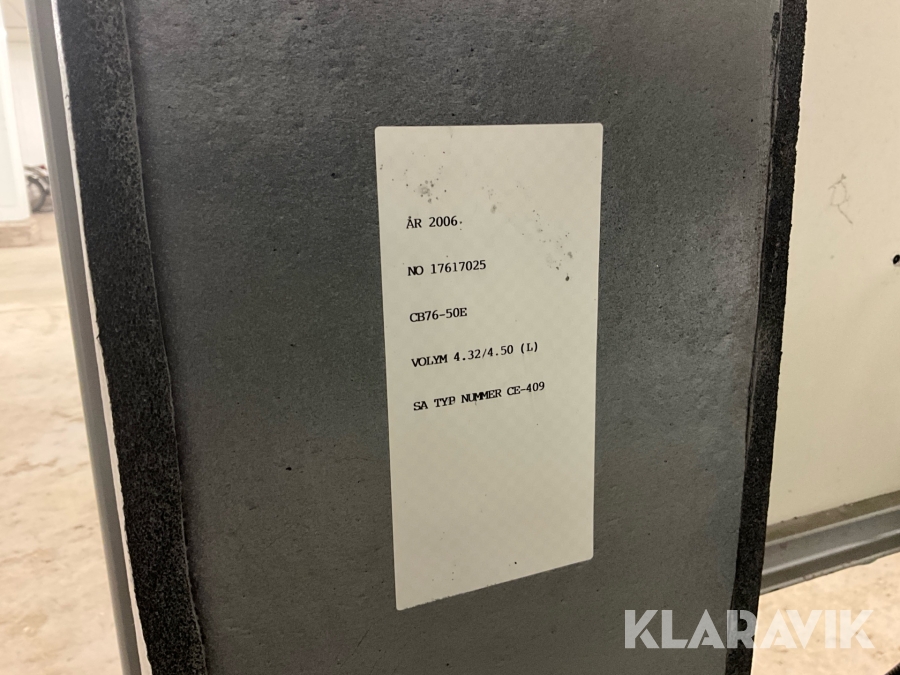 ÅR 2006.
NO 17617025
CB76-50E
VOLYM 4.32/4.50 (L)
SA TYP NUMMER CE-409
KLARAVIK